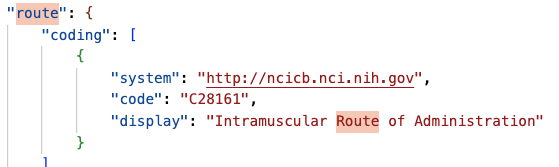 "route": {
"coding": [
{
"system": "http://ncicb.nci.nih.gov",
"code": "C28161",
"display": "Intramuscular Route of Administration"
}
]